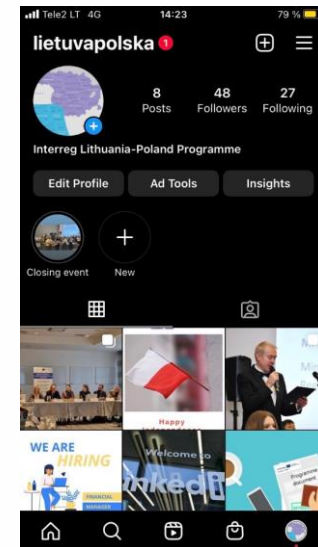 Tele2 LT 4G 14:23 79 %
lietuvapolska 1
8 48 27
Posts Followers Following
Interreg Lithuania-Poland Programme
Edit Profile Ad Tools Insights
Closing event New
Happy
WE ARE
HIRING
FINANCIAL
MANAGER
Welcome to
Programme